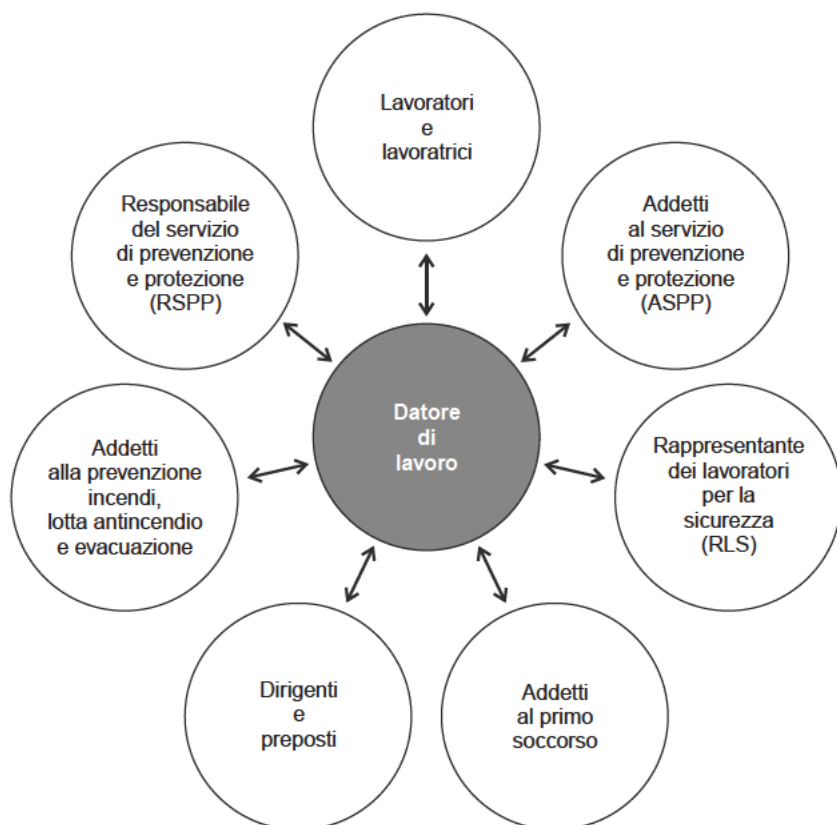 Lavoratori
e
lavoratrici
Responsabile
del servizio
di prevenzione
e protezione
(RSPP)
Addetti
al servizio
di prevenzione
e protezione
(ASPP)
Datore
di
lavoro
Addetti
alla prevenzione
incendi,
lotta antincendio
e evacuazione
Rappresentante
dei lavoratori
per la
sicurezza
(RLS)
Dirigenti
e
preposti
Addetti
al primo
soccorso